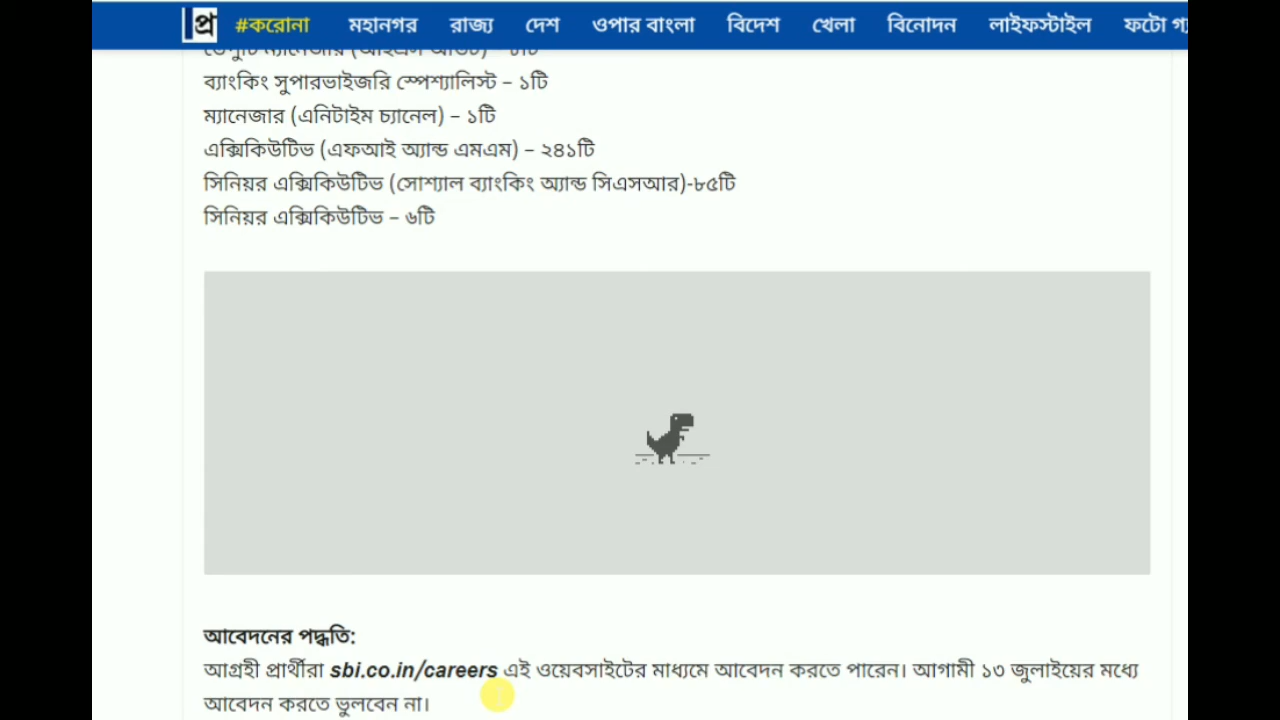 প্র #করোনা মহানগর রাজ্য দেশ ওপার বাংলা বিদেশ খেলা বিনোদন লাইফস্টাইল ফটো
ব্যাংকিং সুপারভাইজরি স্পেশ্যালিস্ট – ১টি
ম্যানেজার (এনিটাইম চ্যানেল) – ১টি
এক্সিকিউটিভ (এফআই অ্যান্ড এমএম) – ২৪১টি
সিনিয়র এক্সিকিউটিভ (সোশ্যাল ব্যাংকিং অ্যান্ড সিএসআর)-৮৫টি
সিনিয়র এক্সিকিউটিভ – ৬টি
আবেদনের পদ্ধতি:
আগ্রহী প্রার্থীরা sbi.co.in/careers এই ওয়েবসাইটের মাধ্যমে আবেদন করতে পারেন। আগামী ১৩ জুলাইয়ের মধ্যে
আবেদন করতে ভুলবেন না।